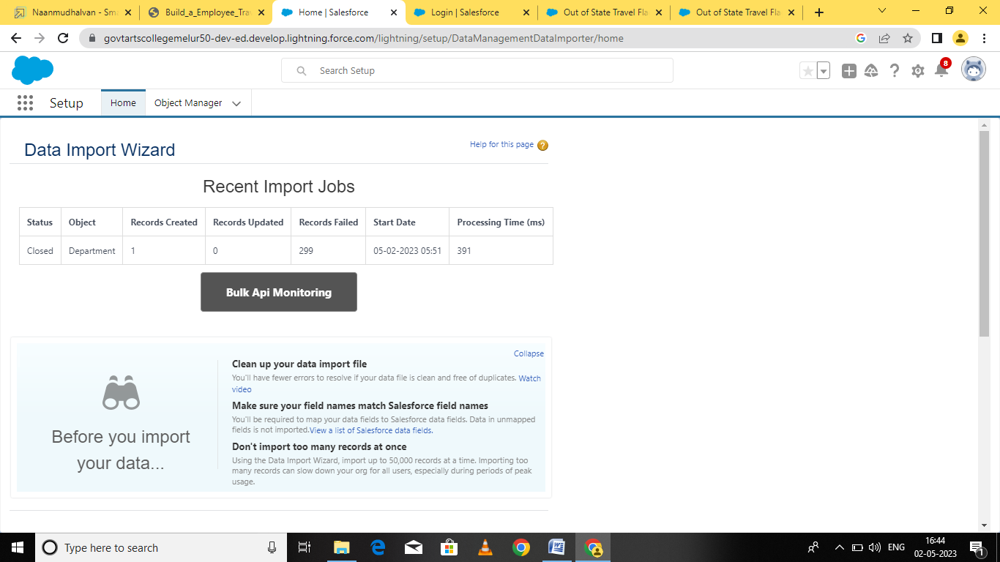 Naanmudhalvan - Sma
Build_a_Employee_Tra
Home | Salesforce
Login | Salesforce
Out of State Travel Fla
Out of State Travel Fla
govtartscollegemelur50-dev-ed.develop.lightning.force.com/lightning/setup/DataManagementDataImporter/home
Search Setup
8
Setup
Home
Object Manager
Data Import Wizard
Help for this page
Recent Import Jobs
Status Object Records Created Records Updated Records Failed Start Date Processing Time (ms)
Closed Department 1 0 299 05-02-2023 05:51 391
Bulk Api Monitoring
Collapse
Before you import
your data...
Clean up your data import file
You'll have fewer errors to resolve if your data file is clean and free of duplicates. Watch
video
Make sure your field names match Salesforce field names
You'll be required to map your data fields to Salesforce data fields. Data in unmapped
fields is not imported.View a list of Salesforce data fields.
Don't import too many records at once
Using the Data Import Wizard, import up to 50,000 records at a time. Importing too
many records can slow down your org for all users, especially during periods of peak
usage.
Type here to search
ENG
16:44
02-05-2023
1